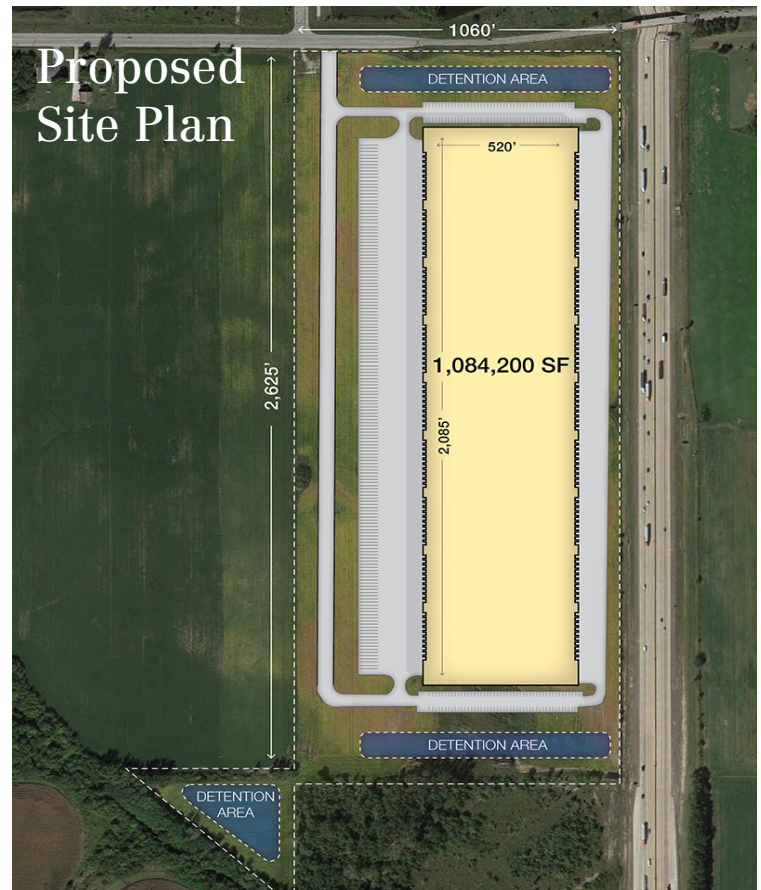 Proposed
Site Plan
1060’
DETENTION AREA
520’
2,625’
1,084,200 SF
2,085’
DETENTION AREA
DETENTION
AREA